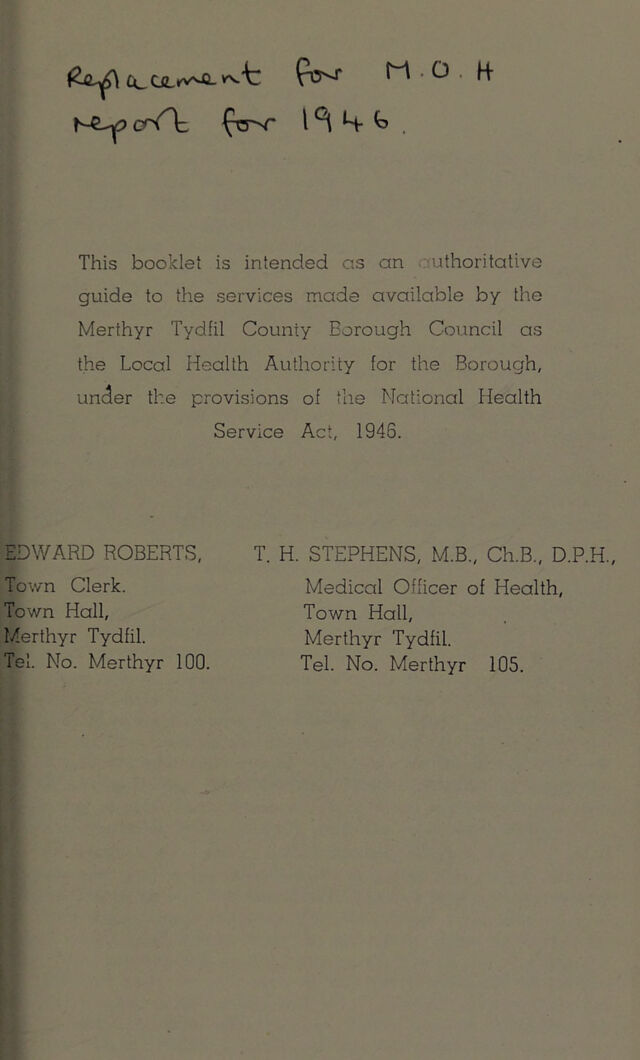 Replacement for M.O.H
report for 1946.
This booklet is intended as an authoritative
guide to the services made available by the
Merthyr Tydfil County Borough Council as
the Local Health Authority for the Borough,
under the provisions of the National Health
Service Act, 1946.
EDWARD ROBERTS,
Town Clerk.
Town Hall,
Merthyr Tydfil.
Tel. No. Merthyr 100.
T. H. STEPHENS, M.B., Ch.B., D.P.H.,
Medical Officer of Health,
Town Hall,
Merthyr Tydfil.
Tel. No. Merthyr 105.